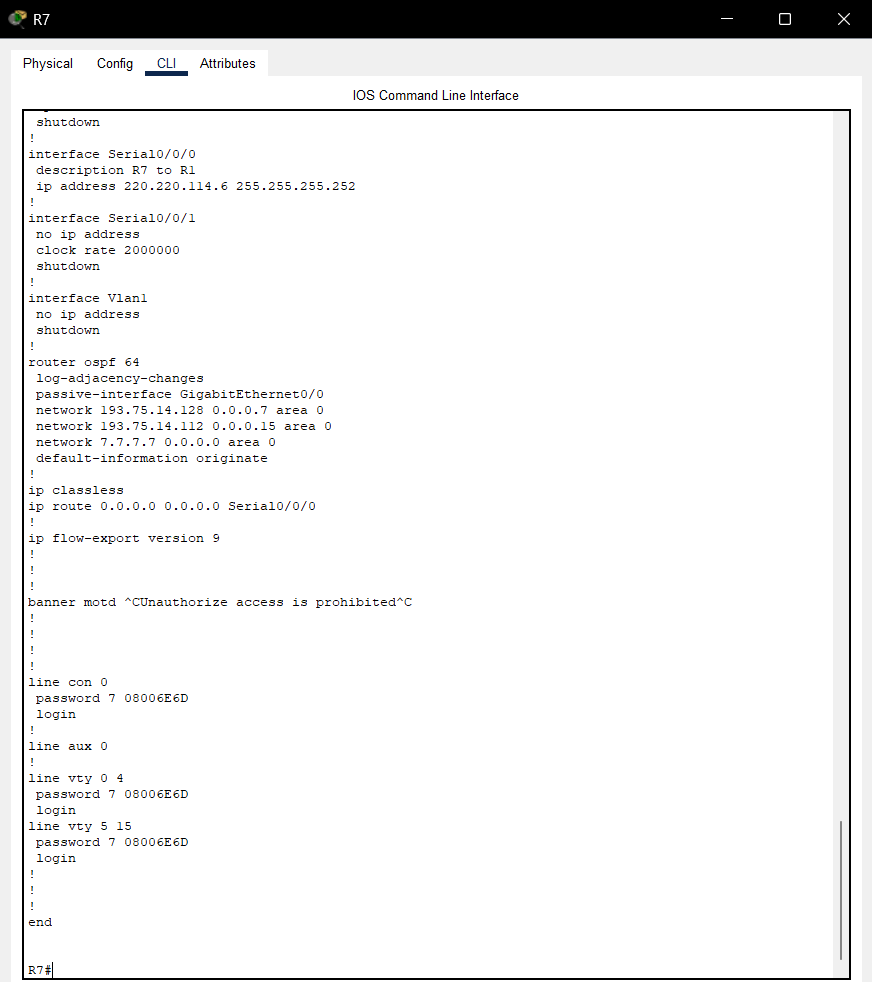 R7
Physical Config CLI Attributes
IOS Command Line Interface
shutdown
!
interface Serial0/0/0
description R7 to R1
ip address 220.220.114.6 255.255.255.252
!
interface Serial0/0/1
no ip address
clock rate 2000000
shutdown
!
interface Vlan1
no ip address
shutdown
!
router ospf 64
log-adjacency-changes
passive-interface GigabitEthernet0/0
network 193.75.14.128 0.0.0.7 area 0
network 193.75.14.112 0.0.0.15 area 0
network 7.7.7.7 0.0.0.0 area 0
default-information originate
!
ip classless
ip route 0.0.0.0 0.0.0.0 Serial0/0/0
!
ip flow-export version 9
!
!
!
banner motd ^CUnauthorize access is prohibited^C
!
!
!
!
line con 0
password 7 08006E6D
login
!
line aux 0
!
line vty 0 4
password 7 08006E6D
login
line vty 5 15
password 7 08006E6D
login
!
!
!
end
R7#